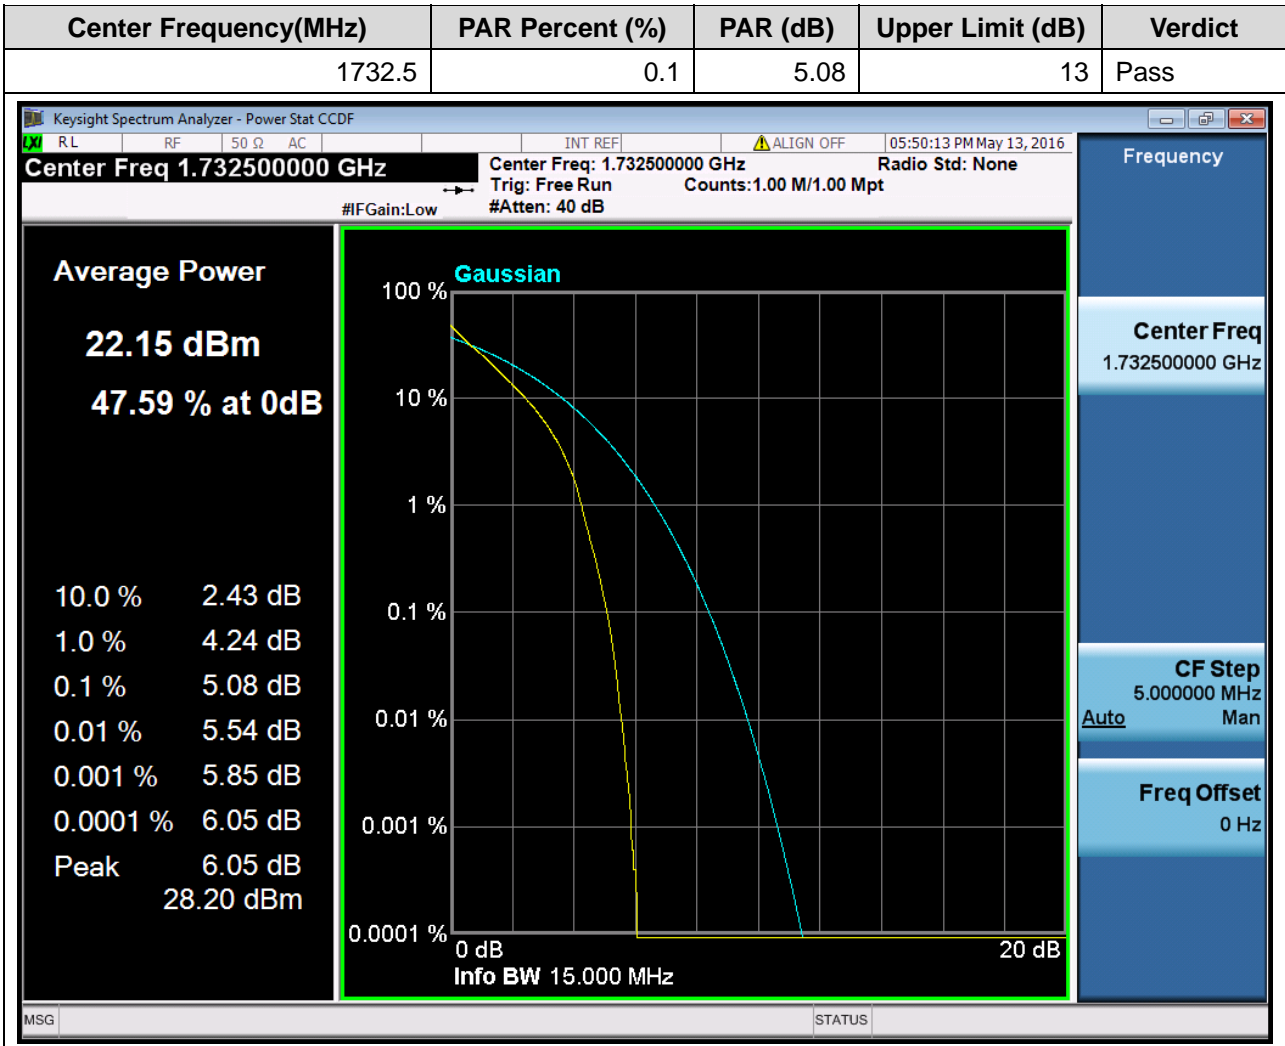 Center Frequency(MHz) PAR Percent (%) PAR (dB) Upper Limit (dB) Verdict
1732.5 0.1 5.08 13 Pass
Keysight Spectrum Analyzer - Power Stat CCDF
LXI RL RF 50 Ω AC INT REF ALIGN OFF 05:50:13 PM May 13, 2016
Center Freq 1.732500000 GHz
Center Freq: 1.732500000 GHz Radio Std: None
Trig: Free Run Counts:1.00 M/1.00 Mpt
#IFGain:Low #Atten: 40 dB
Frequency
Average Power
22.15 dBm
47.59 % at 0dB
10.0 % 2.43 dB
1.0 % 4.24 dB
0.1 % 5.08 dB
0.01 % 5.54 dB
0.001 % 5.85 dB
0.0001 % 6.05 dB
Peak 6.05 dB
28.20 dBm
Gaussian
100 %
10 %
1 %
0.1 %
0.01 %
0.001 %
0.0001 %
0 dB 20 dB
Info BW 15.000 MHz
Center Freq
1.732500000 GHz
CF Step
5.000000 MHz
Auto Man
Freq Offset
0 Hz
MSG STATUS